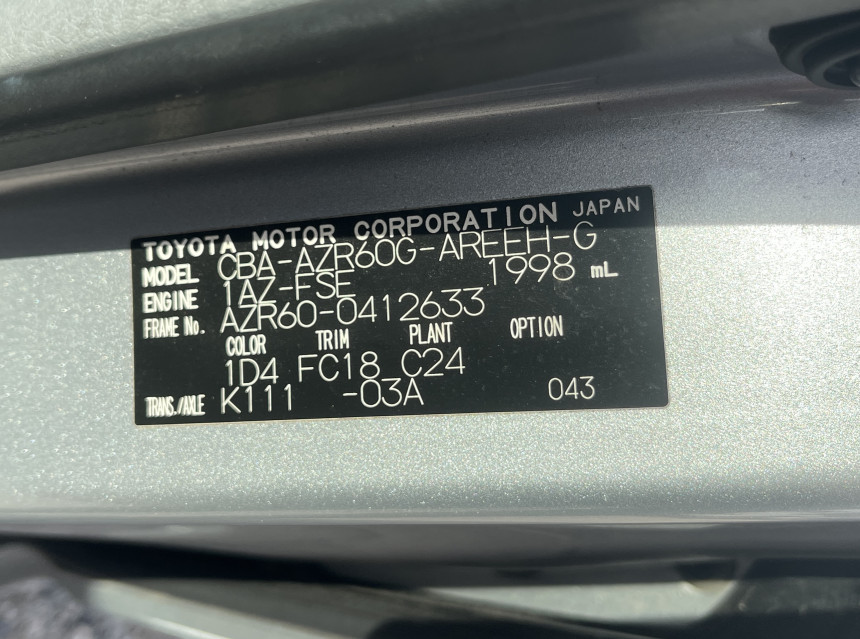 TOYOTA MOTOR CORPORATION JAPAN
MODEL CBA-AZR60G-AREEH-G
ENGINE 1AZ-FSE 1998 mL
FRAME No. AZR60-0412633
COLOR TRIM PLANT OPTION
1D4 FC18 C24
TRANS./AXLE K111 -03A 043